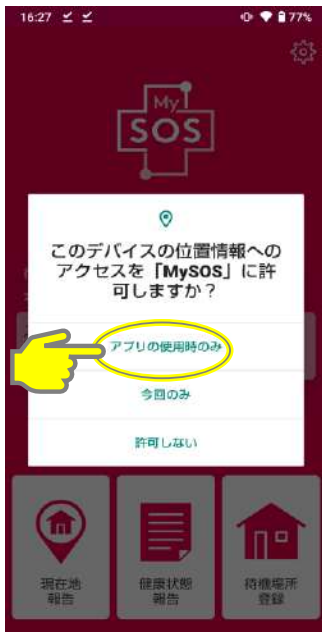 16:27
77%
My
SOS
このデバイスの位置情報への
アクセスを「MySOS」に許
可しますか？
アプリの使用時のみ
今回のみ
許可しない
現在地
報告
健康状態
報告
待機場所
登録